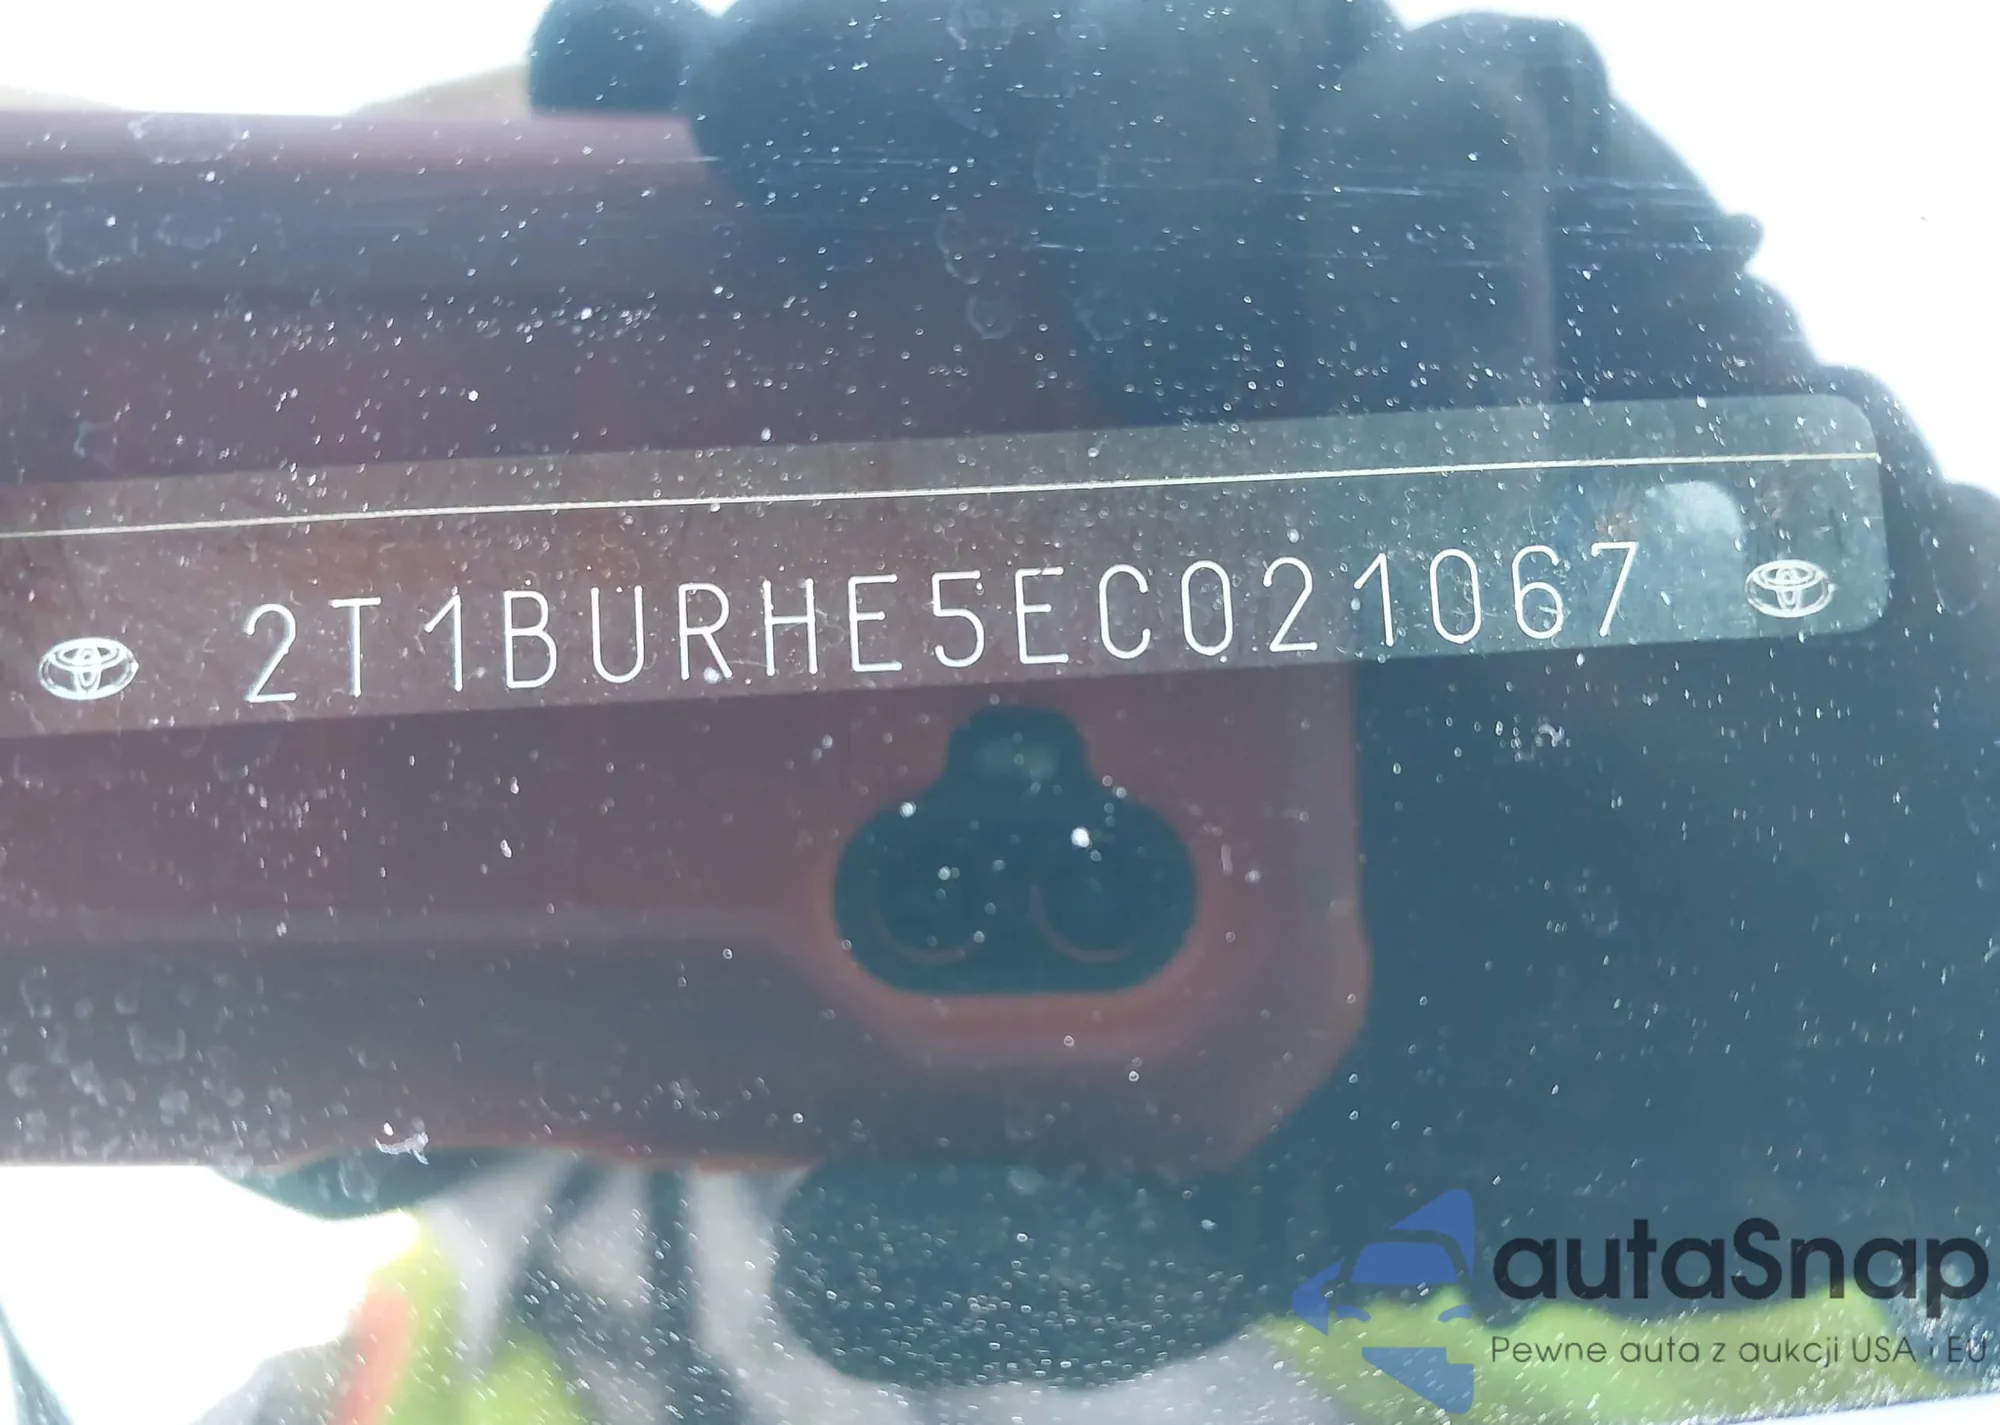 2T1BURHE5EC021067
autaSnap
Pewne auta z aukcji USA i EU